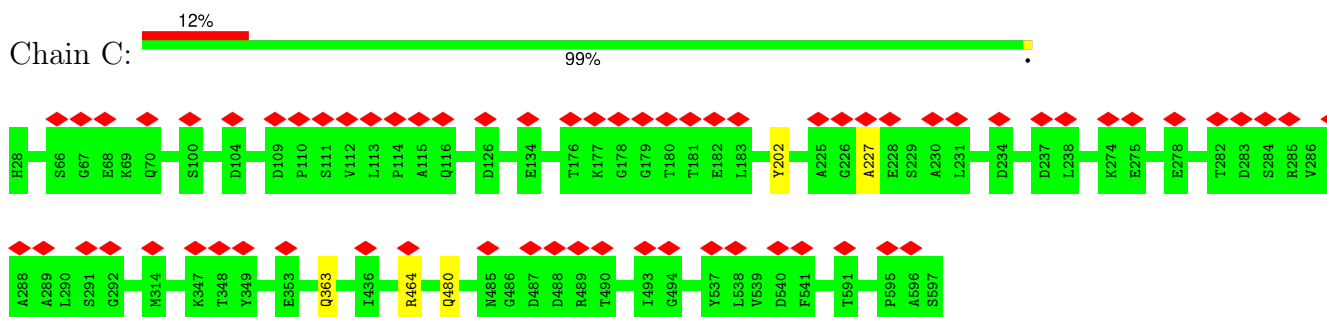 12%
Chain C:
99%
H28 S66 G67 E68 K69 Q70 S100 D104 D109 P110 S111 V112 L113 P114 A115 Q116 D126 E134 T176 K177 G178 G179 T180 T181 E182 L183 Y202 A225 G226 A227 E228 S229 A230 L231 D234 D237 L238 K274 E275 E278 T282 D283 S284 R285 V286
A288 A289 L290 S291 G292 M314 K347 T348 Y349 E353 Q363 I436 R464 Q480 N485 G486 D487 D488 R489 T490 I493 G494 Y537 L538 V539 D540 F541 T591 P595 A596 S597